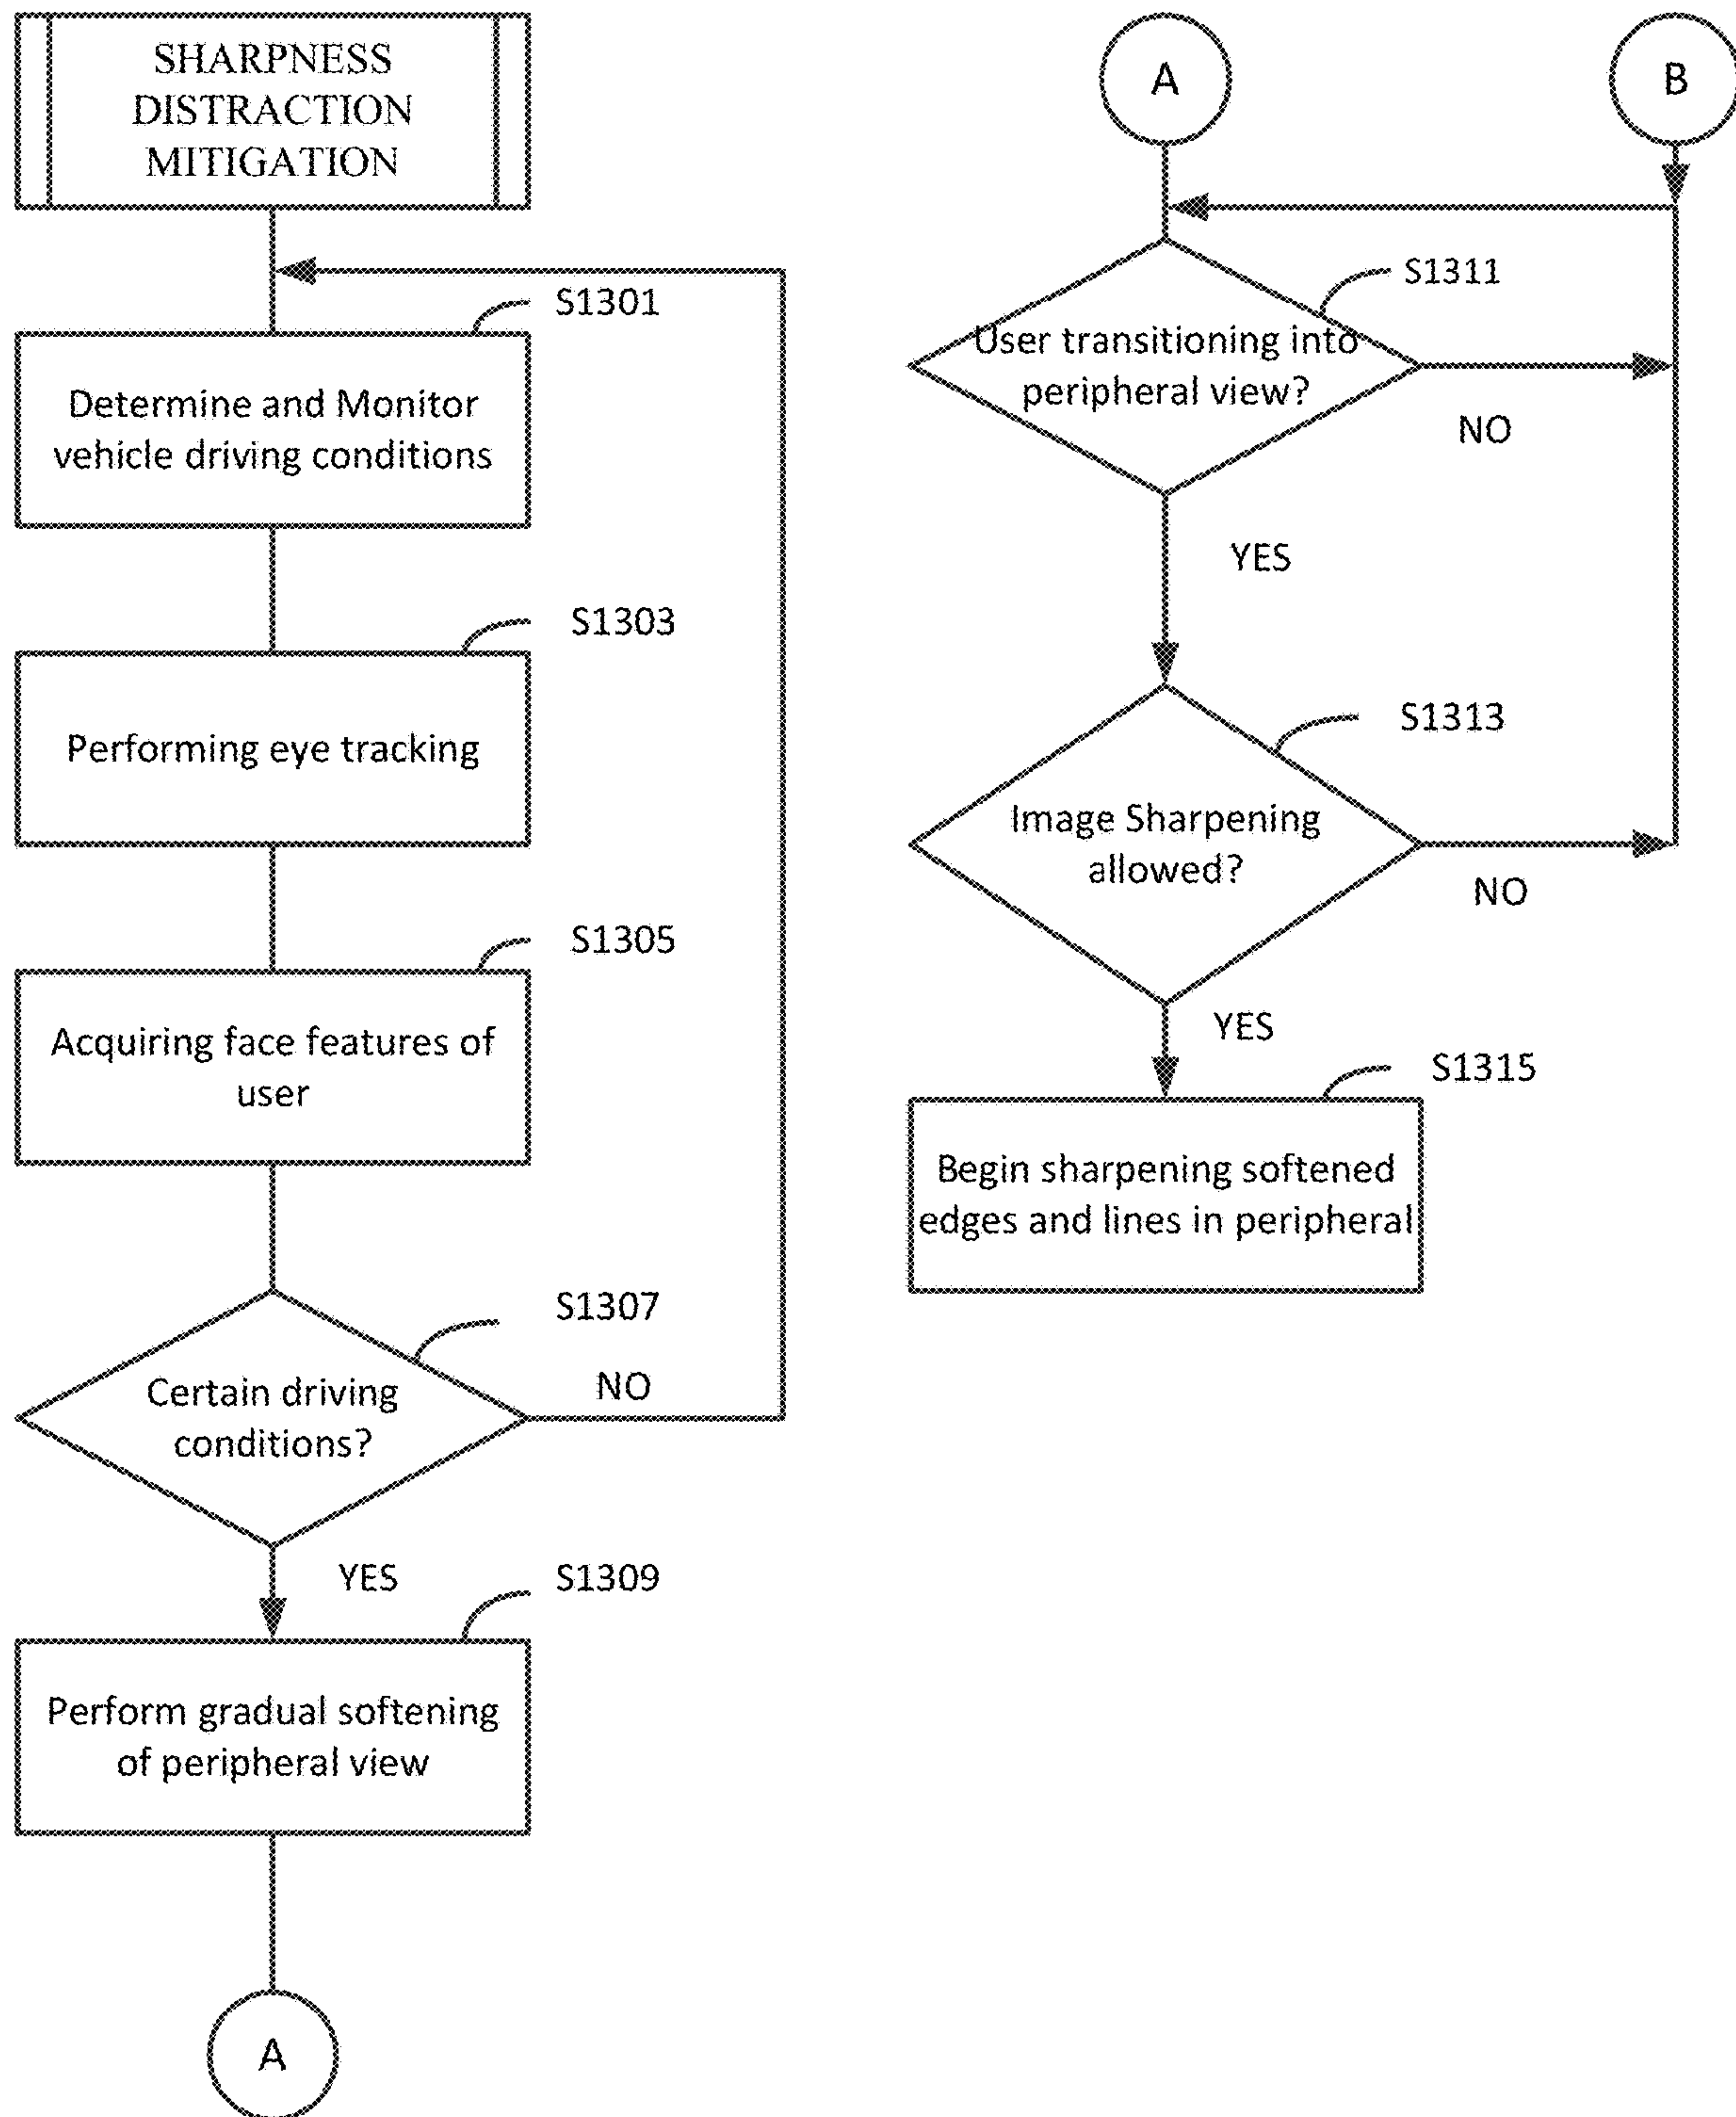 SHARPNESS
DISTRACTION
MITIGATION
S1301
Determine and Monitor
vehicle driving conditions
S1303
Performing eye tracking
S1305
Acquiring face features of
user
S1307
Certain driving
conditions?
NO
YES
S1309
Perform gradual softening
of peripheral view
A
A
B
S1311
User transitioning into
peripheral view?
NO
YES
S1313
Image Sharpening
allowed?
NO
YES
S1315
Begin sharpening softened
edges and lines in peripheral